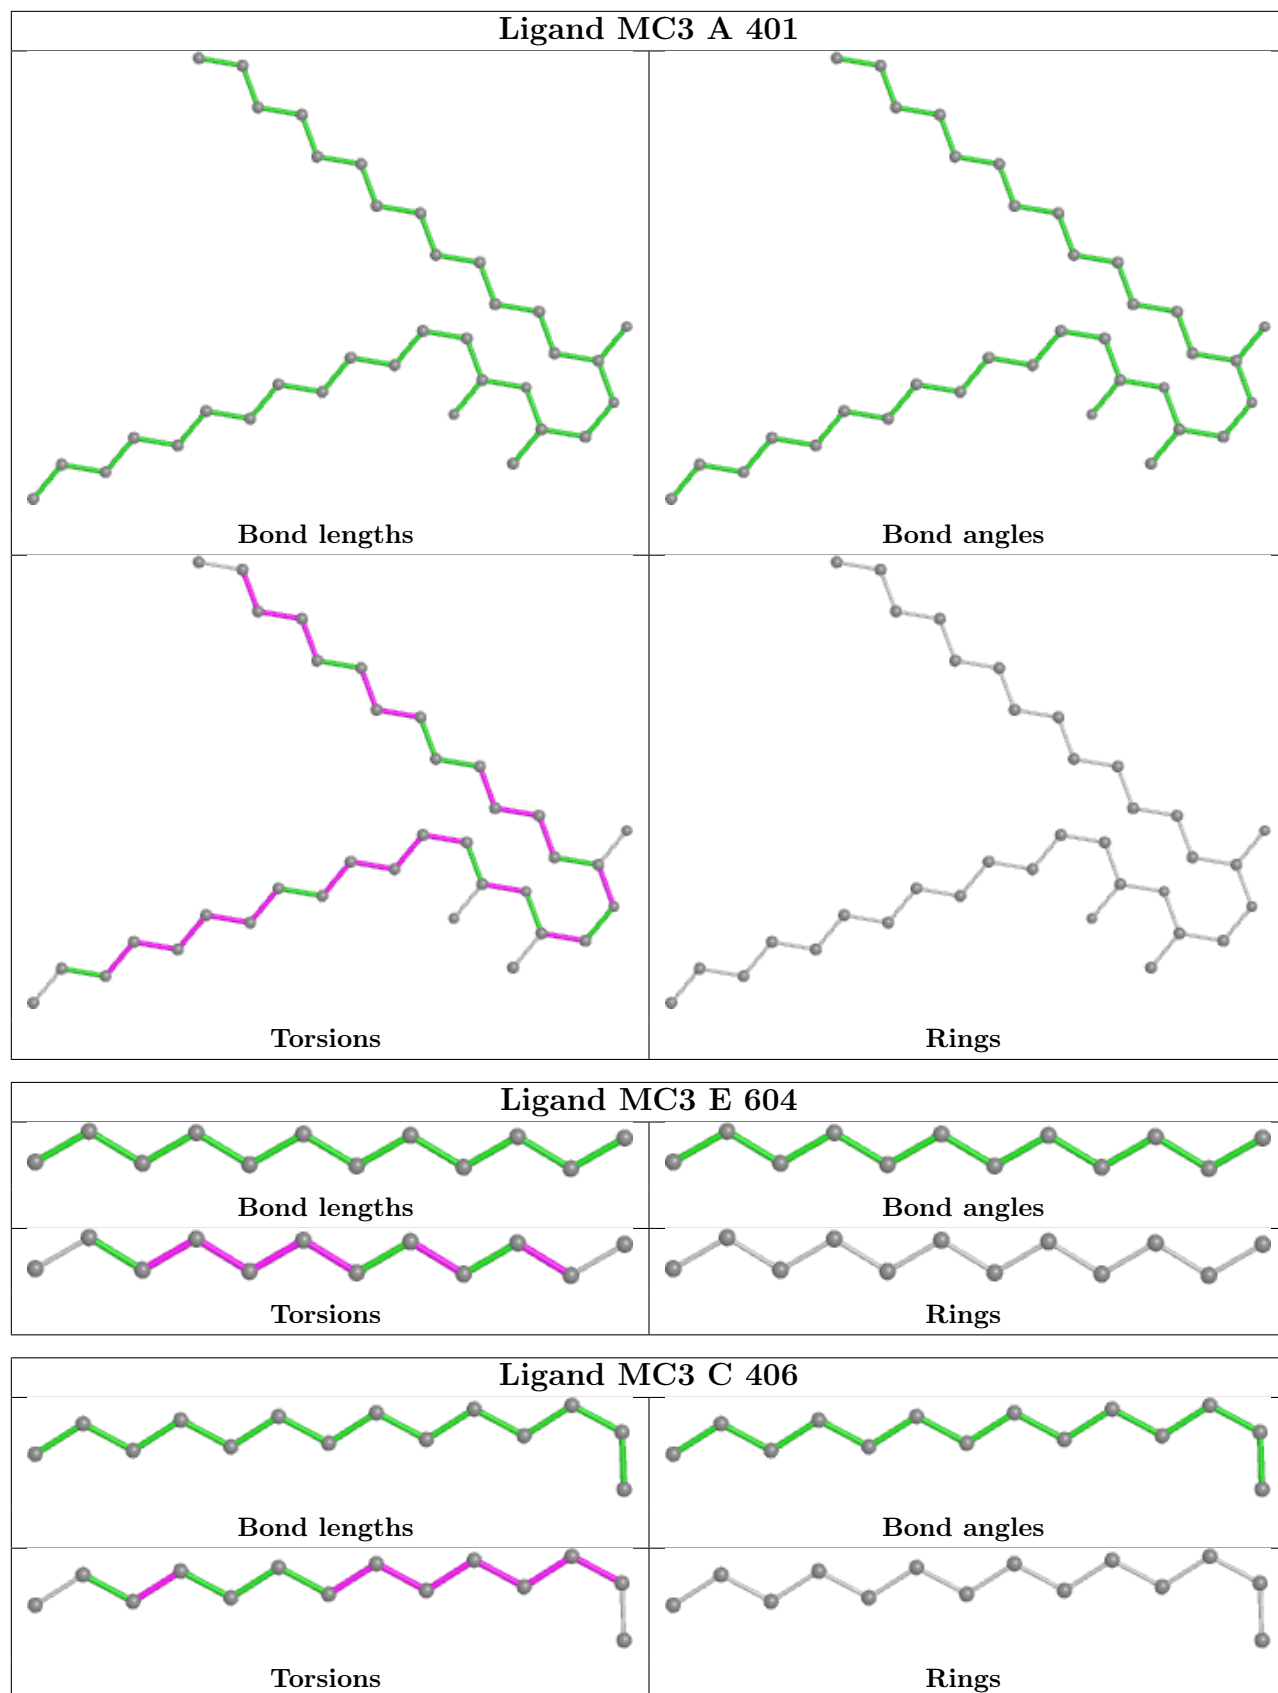 Ligand MC3 A 401
Bond lengths
Bond angles
Torsions
Rings
Ligand MC3 E 604
Bond lengths
Bond angles
Torsions
Rings
Ligand MC3 C 406
Bond lengths
Bond angles
Torsions
Rings